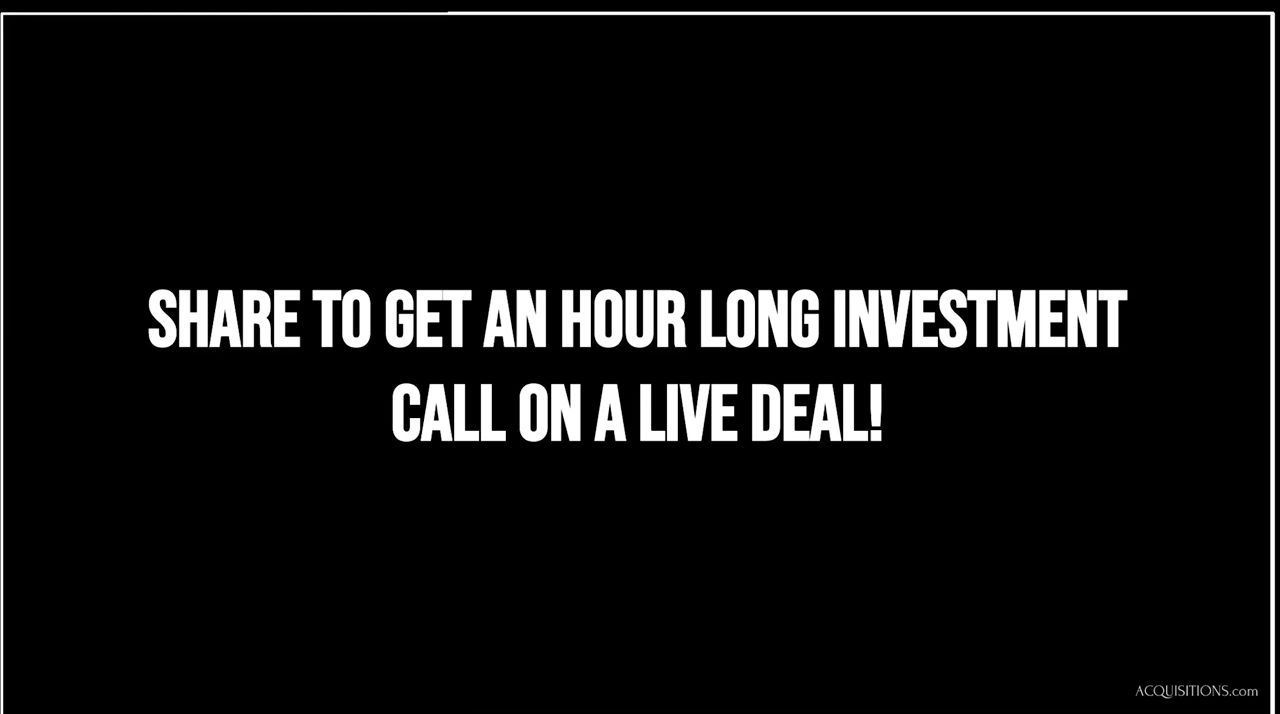 SHARE TO GET AN HOUR LONG INVESTMENT
CALL ON A LIVE DEAL!
ACQUISITIONS.com